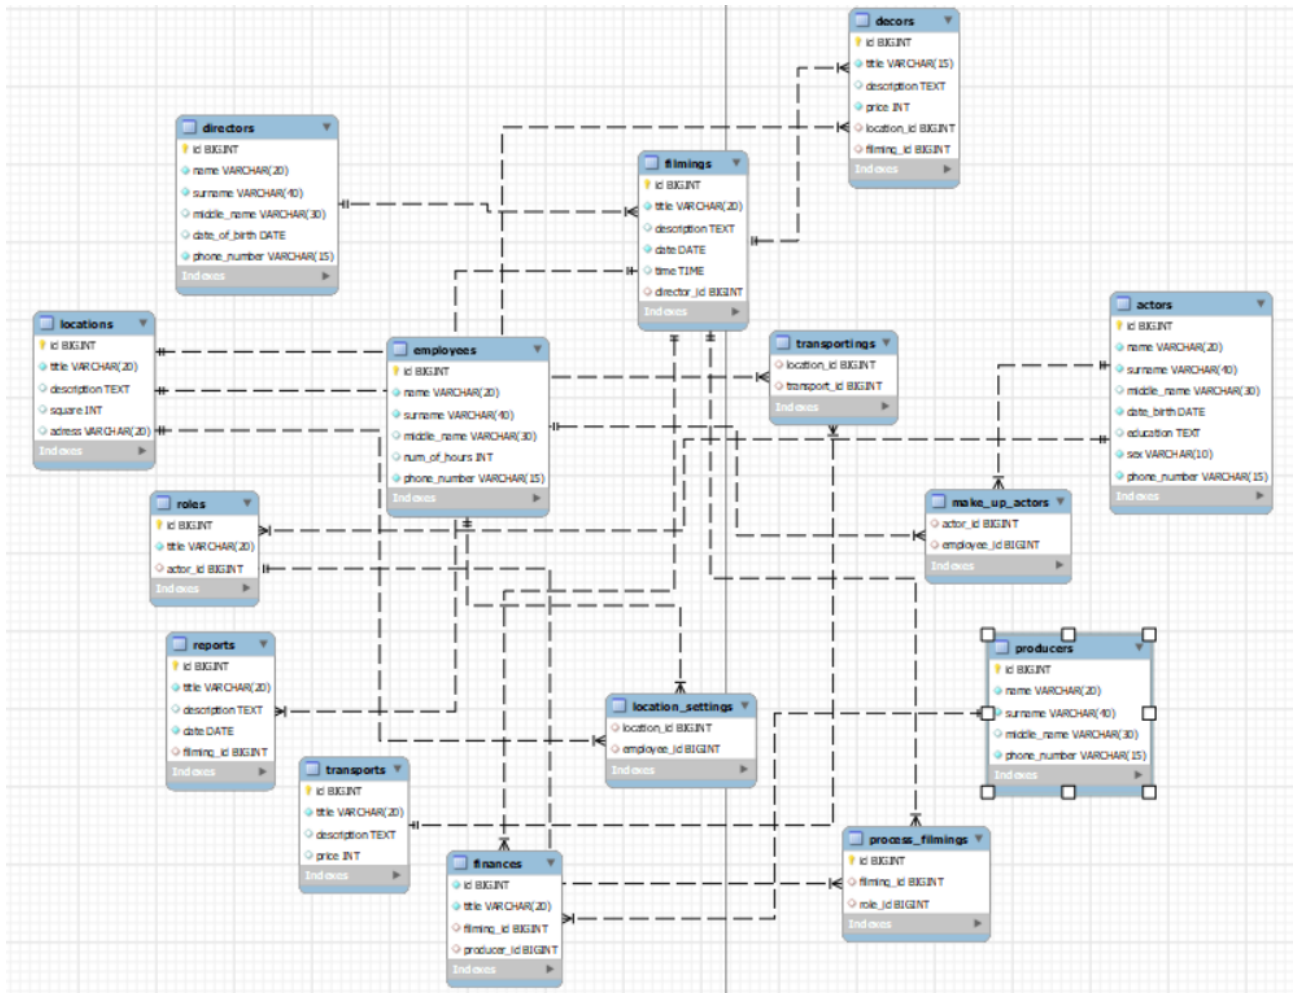 decors
id BIGINT
title VARCHAR(15)
description TEXT
price INT
location_id BIGINT
filming_id BIGINT
Indexes
directors
id BIGINT
name VARCHAR(20)
surname VARCHAR(40)
middle_name VARCHAR(30)
date_of_birth DATE
phone_number VARCHAR(15)
Indexes
filmings
id BIGINT
title VARCHAR(20)
description TEXT
date DATE
time TIME
director_id BIGINT
Indexes
locations
id BIGINT
title VARCHAR(20)
description TEXT
square INT
adress VARCHAR(20)
Indexes
employees
id BIGINT
name VARCHAR(20)
surname VARCHAR(40)
middle_name VARCHAR(30)
num_of_hours INT
phone_number VARCHAR(15)
Indexes
transportings
location_id BIGINT
transport_id BIGINT
Indexes
actors
id BIGINT
name VARCHAR(20)
surname VARCHAR(40)
middle_name VARCHAR(30)
date_birth DATE
education TEXT
sex VARCHAR(10)
phone_number VARCHAR(15)
Indexes
roles
id BIGINT
title VARCHAR(20)
actor_id BIGINT
Indexes
make_up_actors
actor_id BIGINT
employee_id BIGINT
Indexes
reports
id BIGINT
title VARCHAR(20)
description TEXT
date DATE
filming_id BIGINT
Indexes
producers
id BIGINT
name VARCHAR(20)
surname VARCHAR(40)
middle_name VARCHAR(30)
phone_number VARCHAR(15)
Indexes
location_settings
location_id BIGINT
employee_id BIGINT
Indexes
transports
id BIGINT
title VARCHAR(20)
description TEXT
price INT
Indexes
finances
id BIGINT
title VARCHAR(20)
filming_id BIGINT
producer_id BIGINT
Indexes
process_filmings
id BIGINT
filming_id BIGINT
role_id BIGINT
Indexes